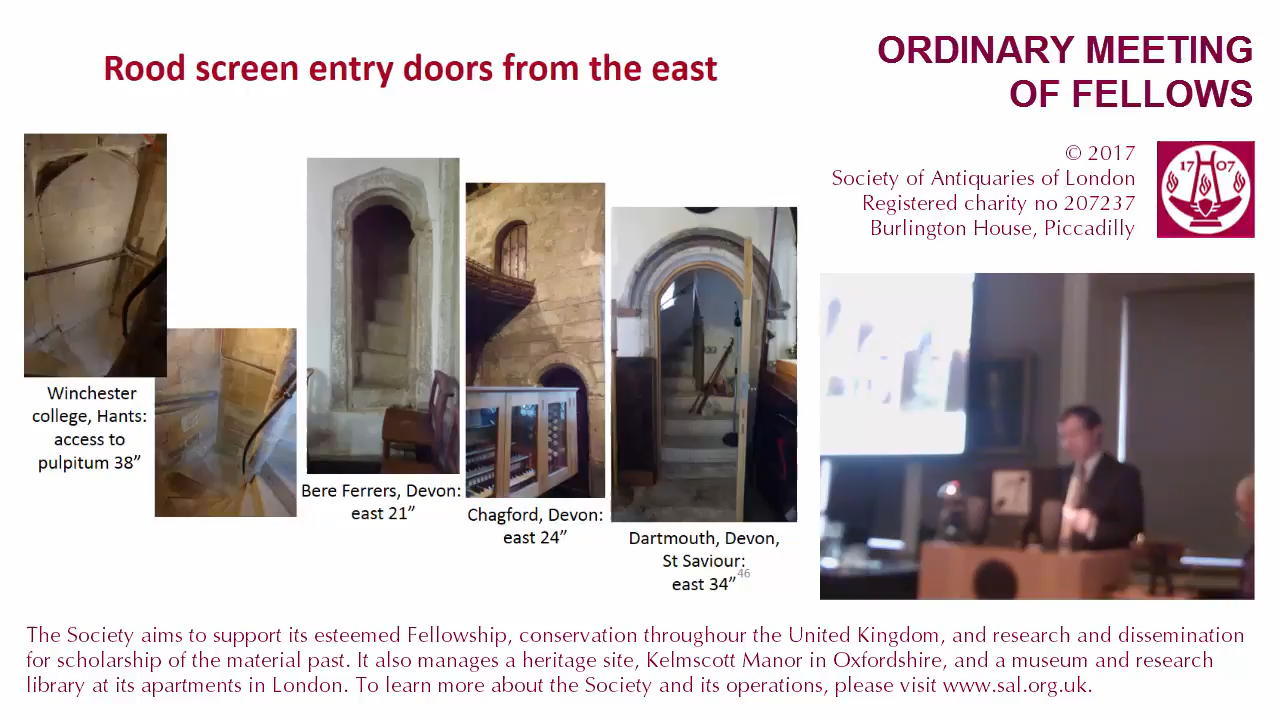 Rood screen entry doors from the east
ORDINARY MEETING
OF FELLOWS
© 2017
Society of Antiquaries of London
Registered charity no 207237
Burlington House, Piccadilly
17 07
Winchester
college, Hants:
access to
pulpitum 38”
Bere Ferrers, Devon:
east 21”
Chagford, Devon:
east 24”
Dartmouth, Devon,
St Saviour:
east 34”
46
The Society aims to support its esteemed Fellowship, conservation throughour the United Kingdom, and research and dissemination
for scholarship of the material past. It also manages a heritage site, Kelmscott Manor in Oxfordshire, and a museum and research
library at its apartments in London. To learn more about the Society and its operations, please visit www.sal.org.uk.